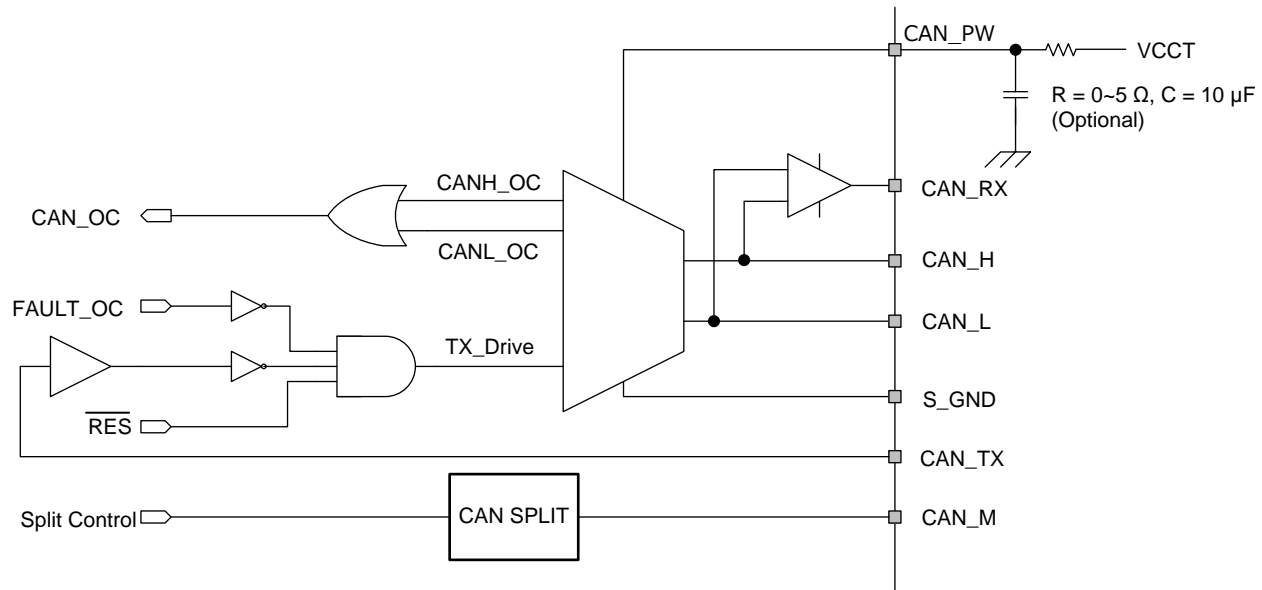 CAN_PW
VCCT
R = 0~5 Ω, C = 10 µF
(Optional)
CANH_OC
CAN_RX
CAN_OC
CANL_OC
CAN_H
FAULT_OC
CAN_L
TX_Drive
S_GND
RES
CAN_TX
Split Control
CAN SPLIT
CAN_M